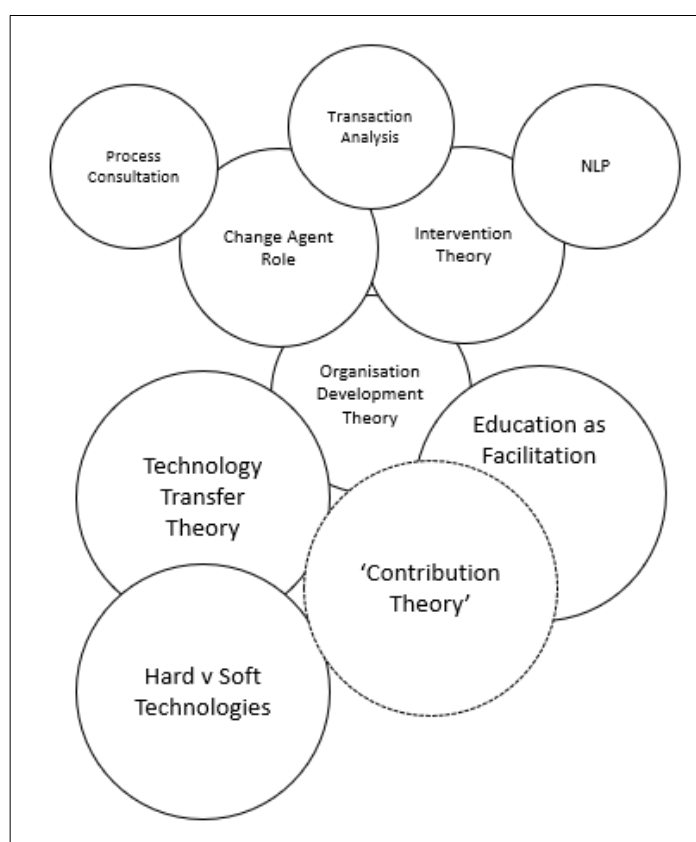 Transaction
Analysis
Process
Consultation
NLP
Change Agent
Role
Intervention
Theory
Organisation
Development
Theory
Education as
Facilitation
Technology
Transfer
Theory
‘Contribution
Theory’
Hard v Soft
Technologies